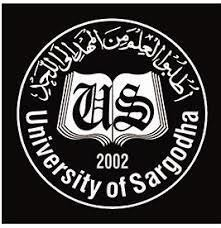 اطلبوا العلم من المهد الى اللحد
US
2002
University of Sargodha